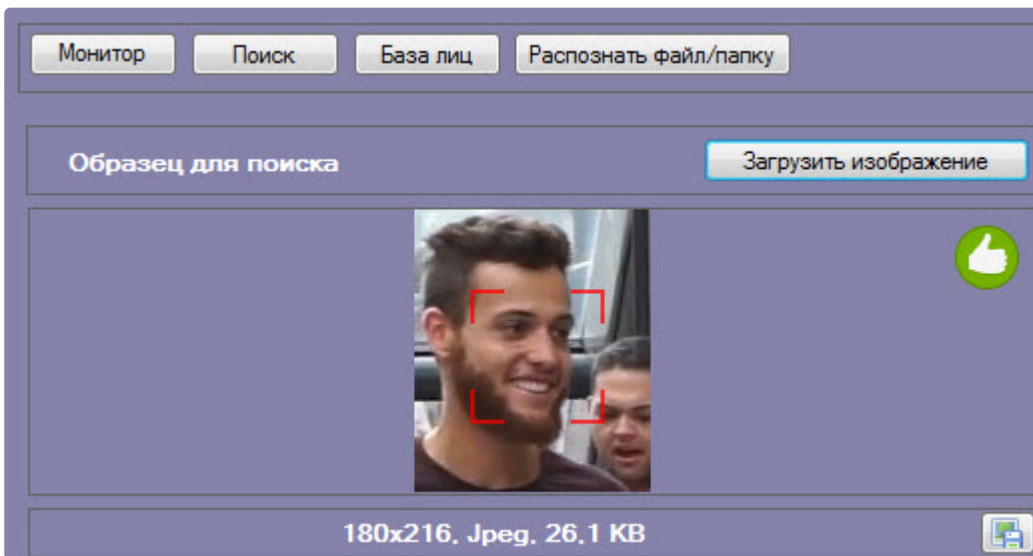 Монитор Поиск База лиц Распознать файл/папку
Образец для поиска Загрузить изображение
180x216, Jpeg, 26,1 KB